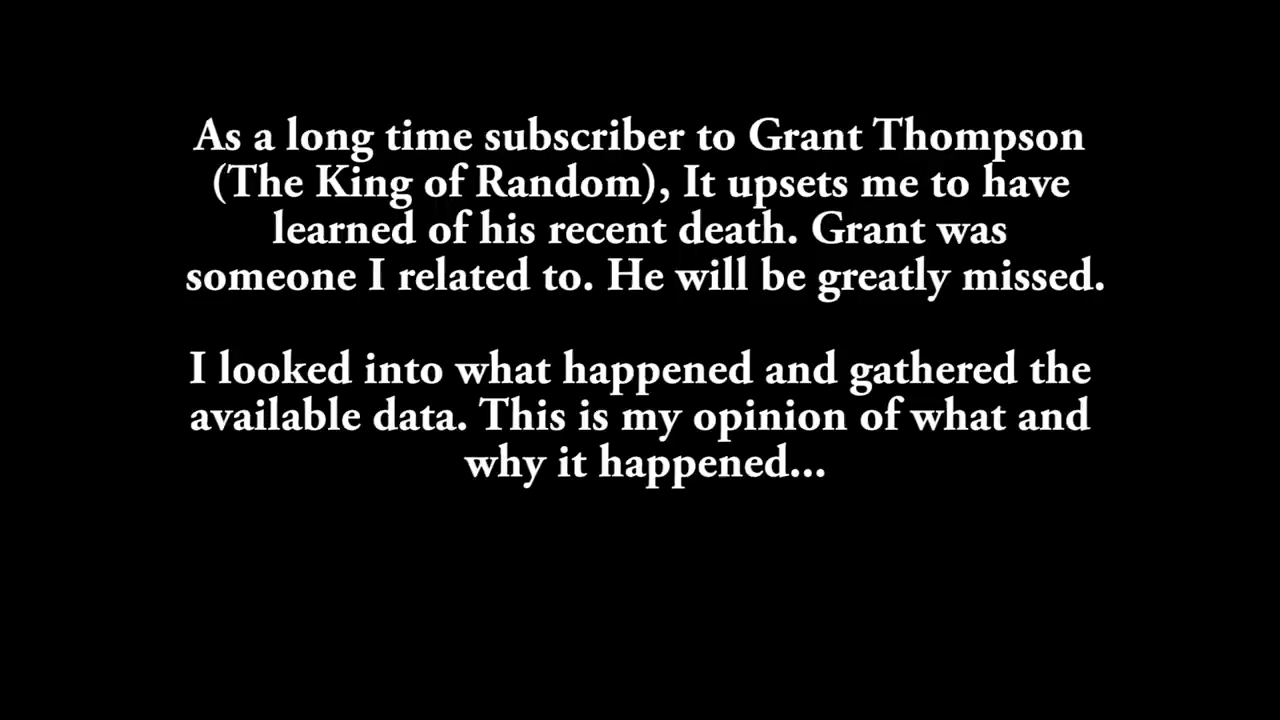 As a long time subscriber to Grant Thompson
(The King of Random), It upsets me to have
learned of his recent death. Grant was
someone I related to. He will be greatly missed.
I looked into what happened and gathered the
available data. This is my opinion of what and
why it happened...